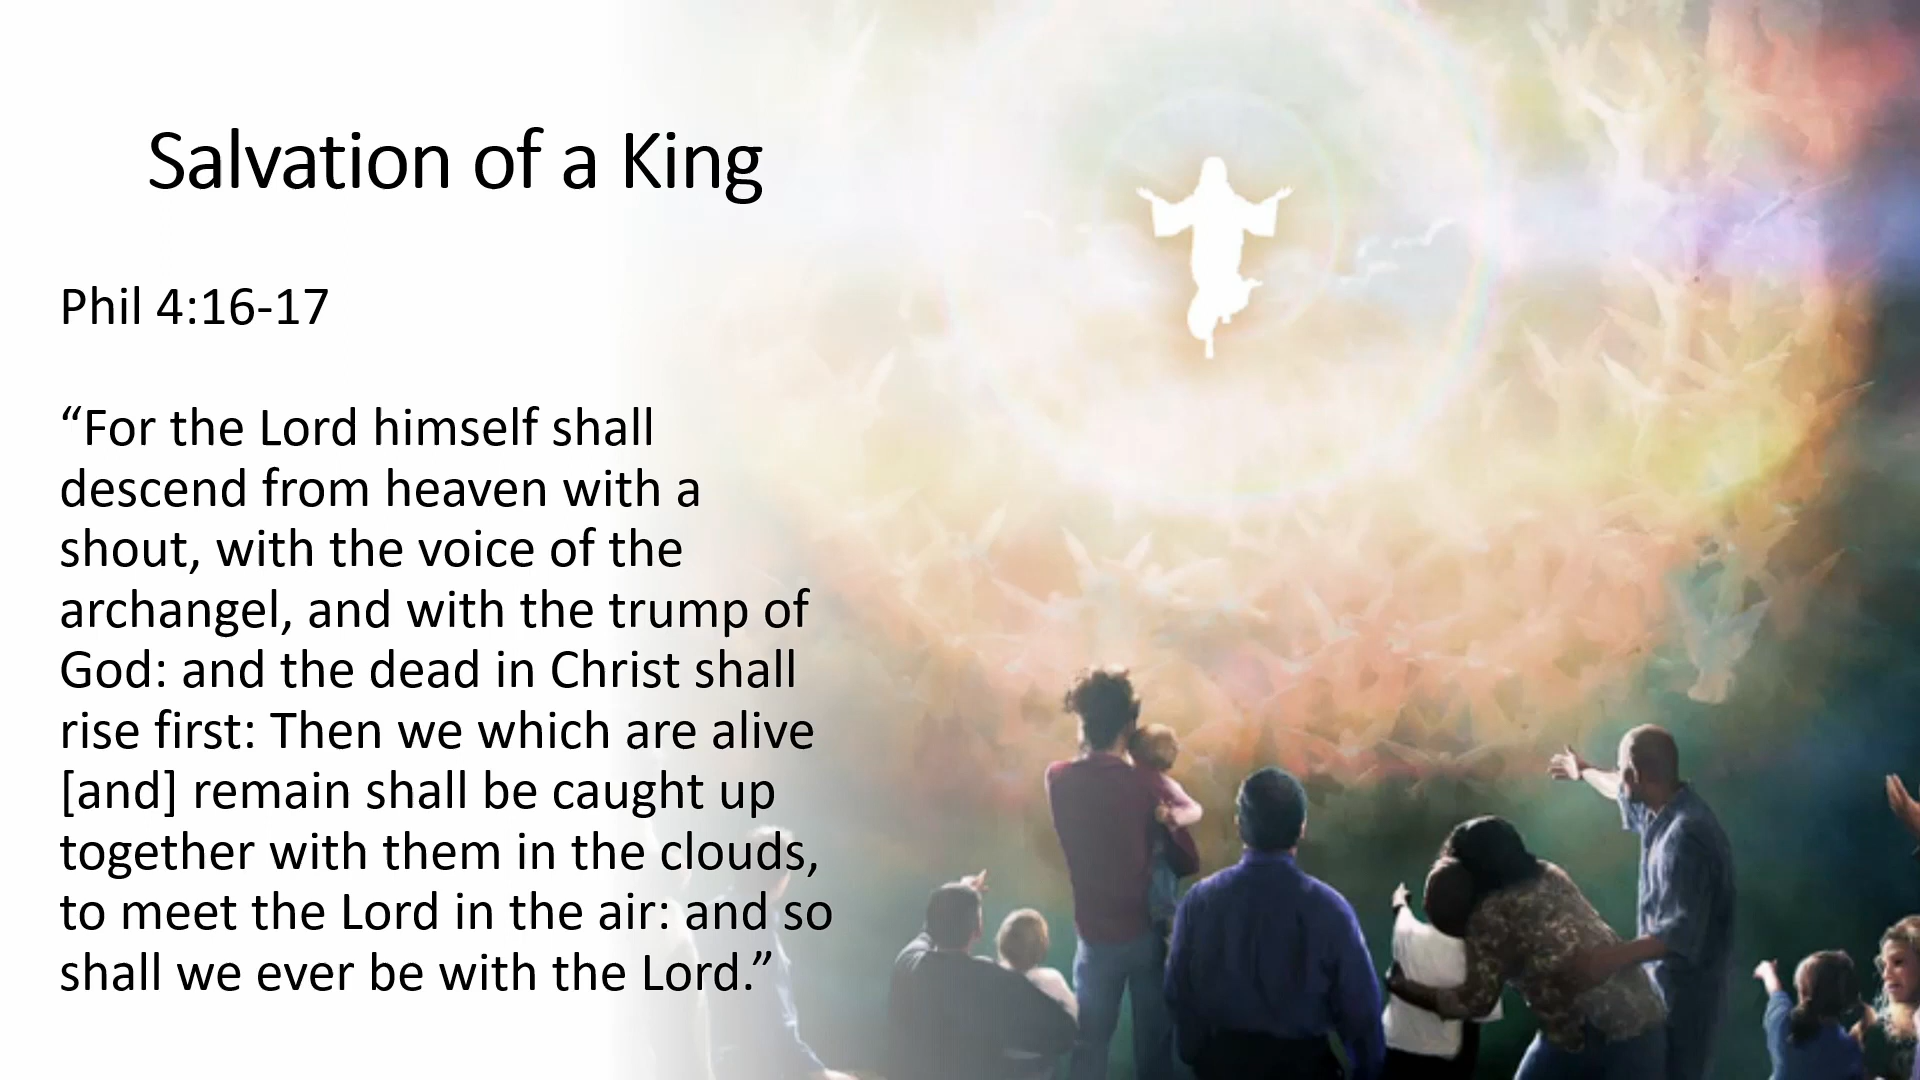 Salvation of a King
Phil 4:16-17
“For the Lord himself shall
descend from heaven with a
shout, with the voice of the
archangel, and with the trump of
God: and the dead in Christ shall
rise first: Then we which are alive
[and] remain shall be caught up
together with them in the clouds,
to meet the Lord in the air: and so
shall we ever be with the Lord.”